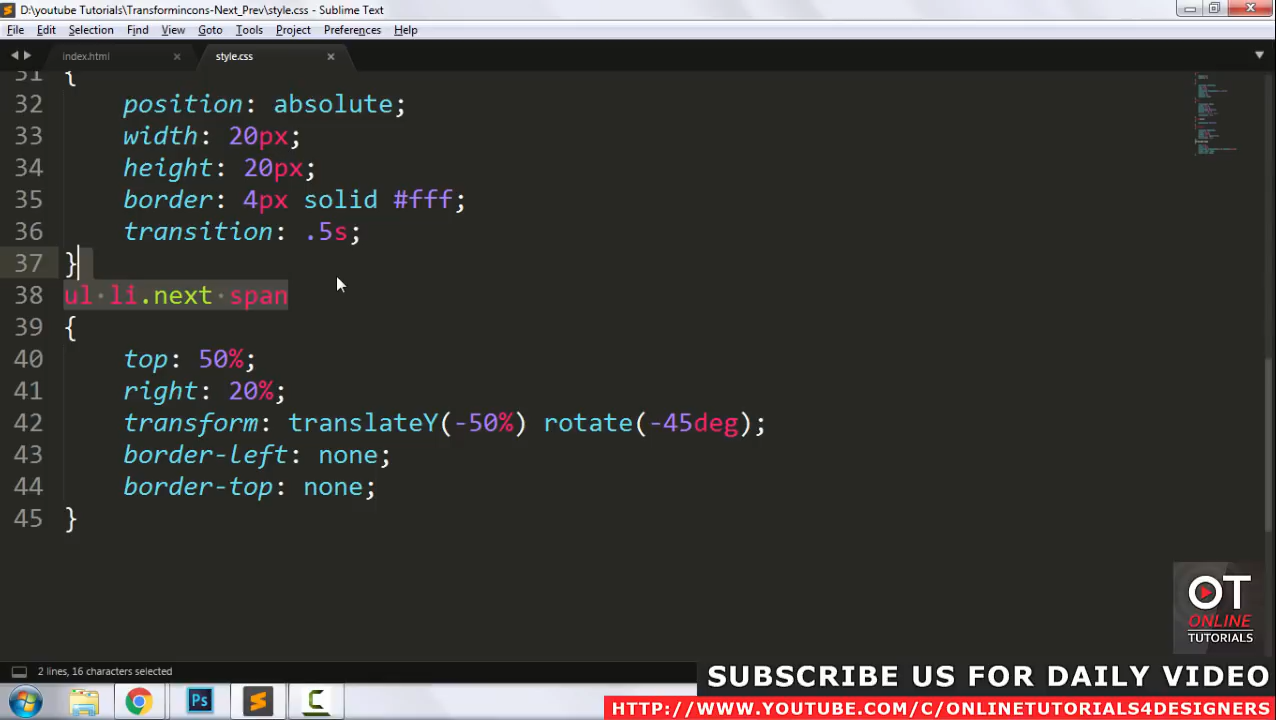 D:\youtube Tutorials\Transformincons-Next_Prev\style.css - Sublime Text
File Edit Selection Find View Goto Tools Project Preferences Help
index.html style.css
31 {
32 position: absolute;
33 width: 20px;
34 height: 20px;
35 border: 4px solid #fff;
36 transition: .5s;
37 }
38 ul li.next span
39 {
40 top: 50%;
41 right: 20%;
42 transform: translateY(-50%) rotate(-45deg);
43 border-left: none;
44 border-top: none;
45 }
OT
ONLINE
TUTORIALS
2 lines, 16 characters selected
SUBSCRIBE US FOR DAILY VIDEO
Ps
HTTP://WWW.YOUTUBE.COM/C/ONLINETUTORIALS4DESIGNERS